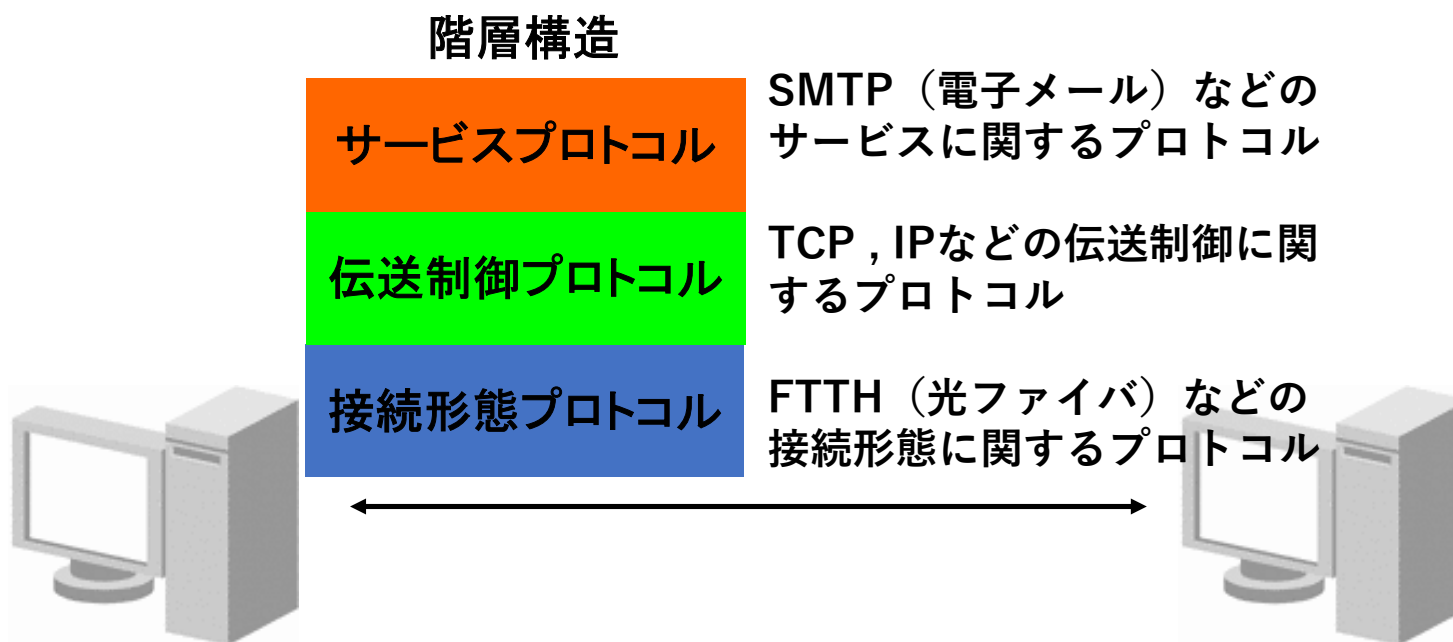 階層構造
サービスプロトコル
SMTP（電子メール）などの
サービスに関するプロトコル
伝送制御プロトコル
TCP , IPなどの伝送制御に関
するプロトコル
接続形態プロトコル
FTTH（光ファイバ）などの
接続形態に関するプロトコル